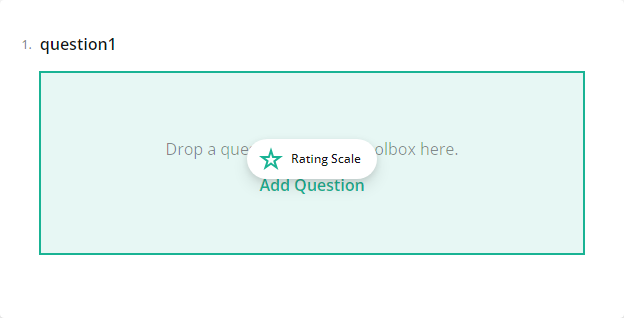 1. question1
Drop a que
olbox here.
Rating Scale
Add Question